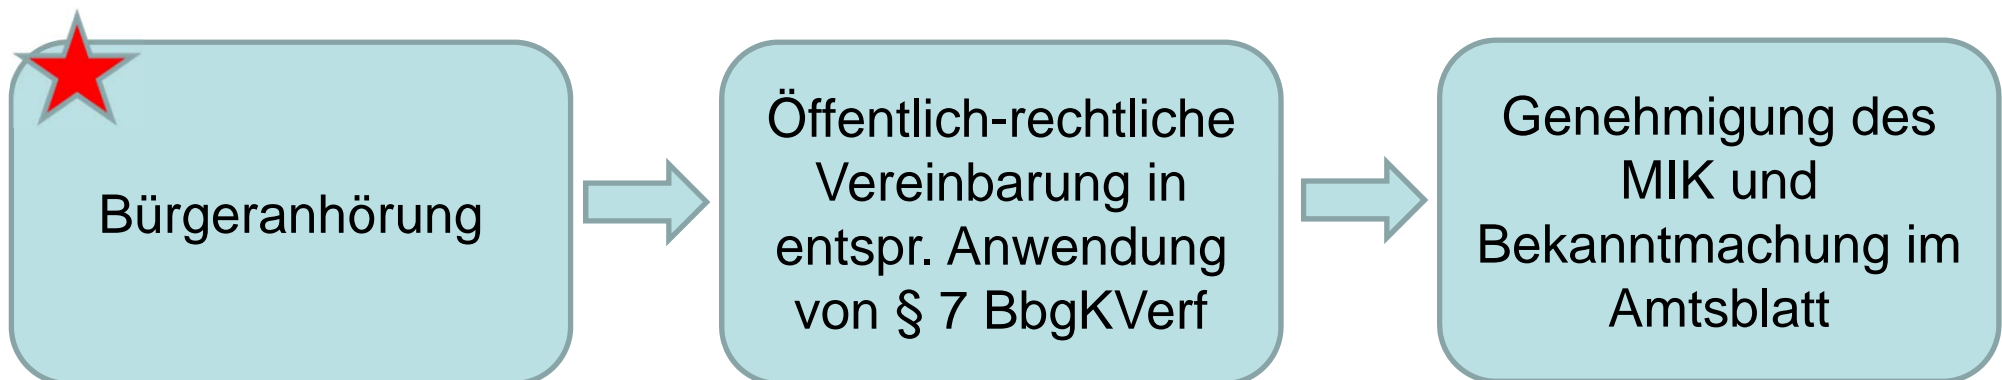 Bürgeranhörung
Öffentlich-rechtliche
Vereinbarung in
entspr. Anwendung
von § 7 BbgKVerf
Genehmigung des
MIK und
Bekanntmachung im
Amtsblatt